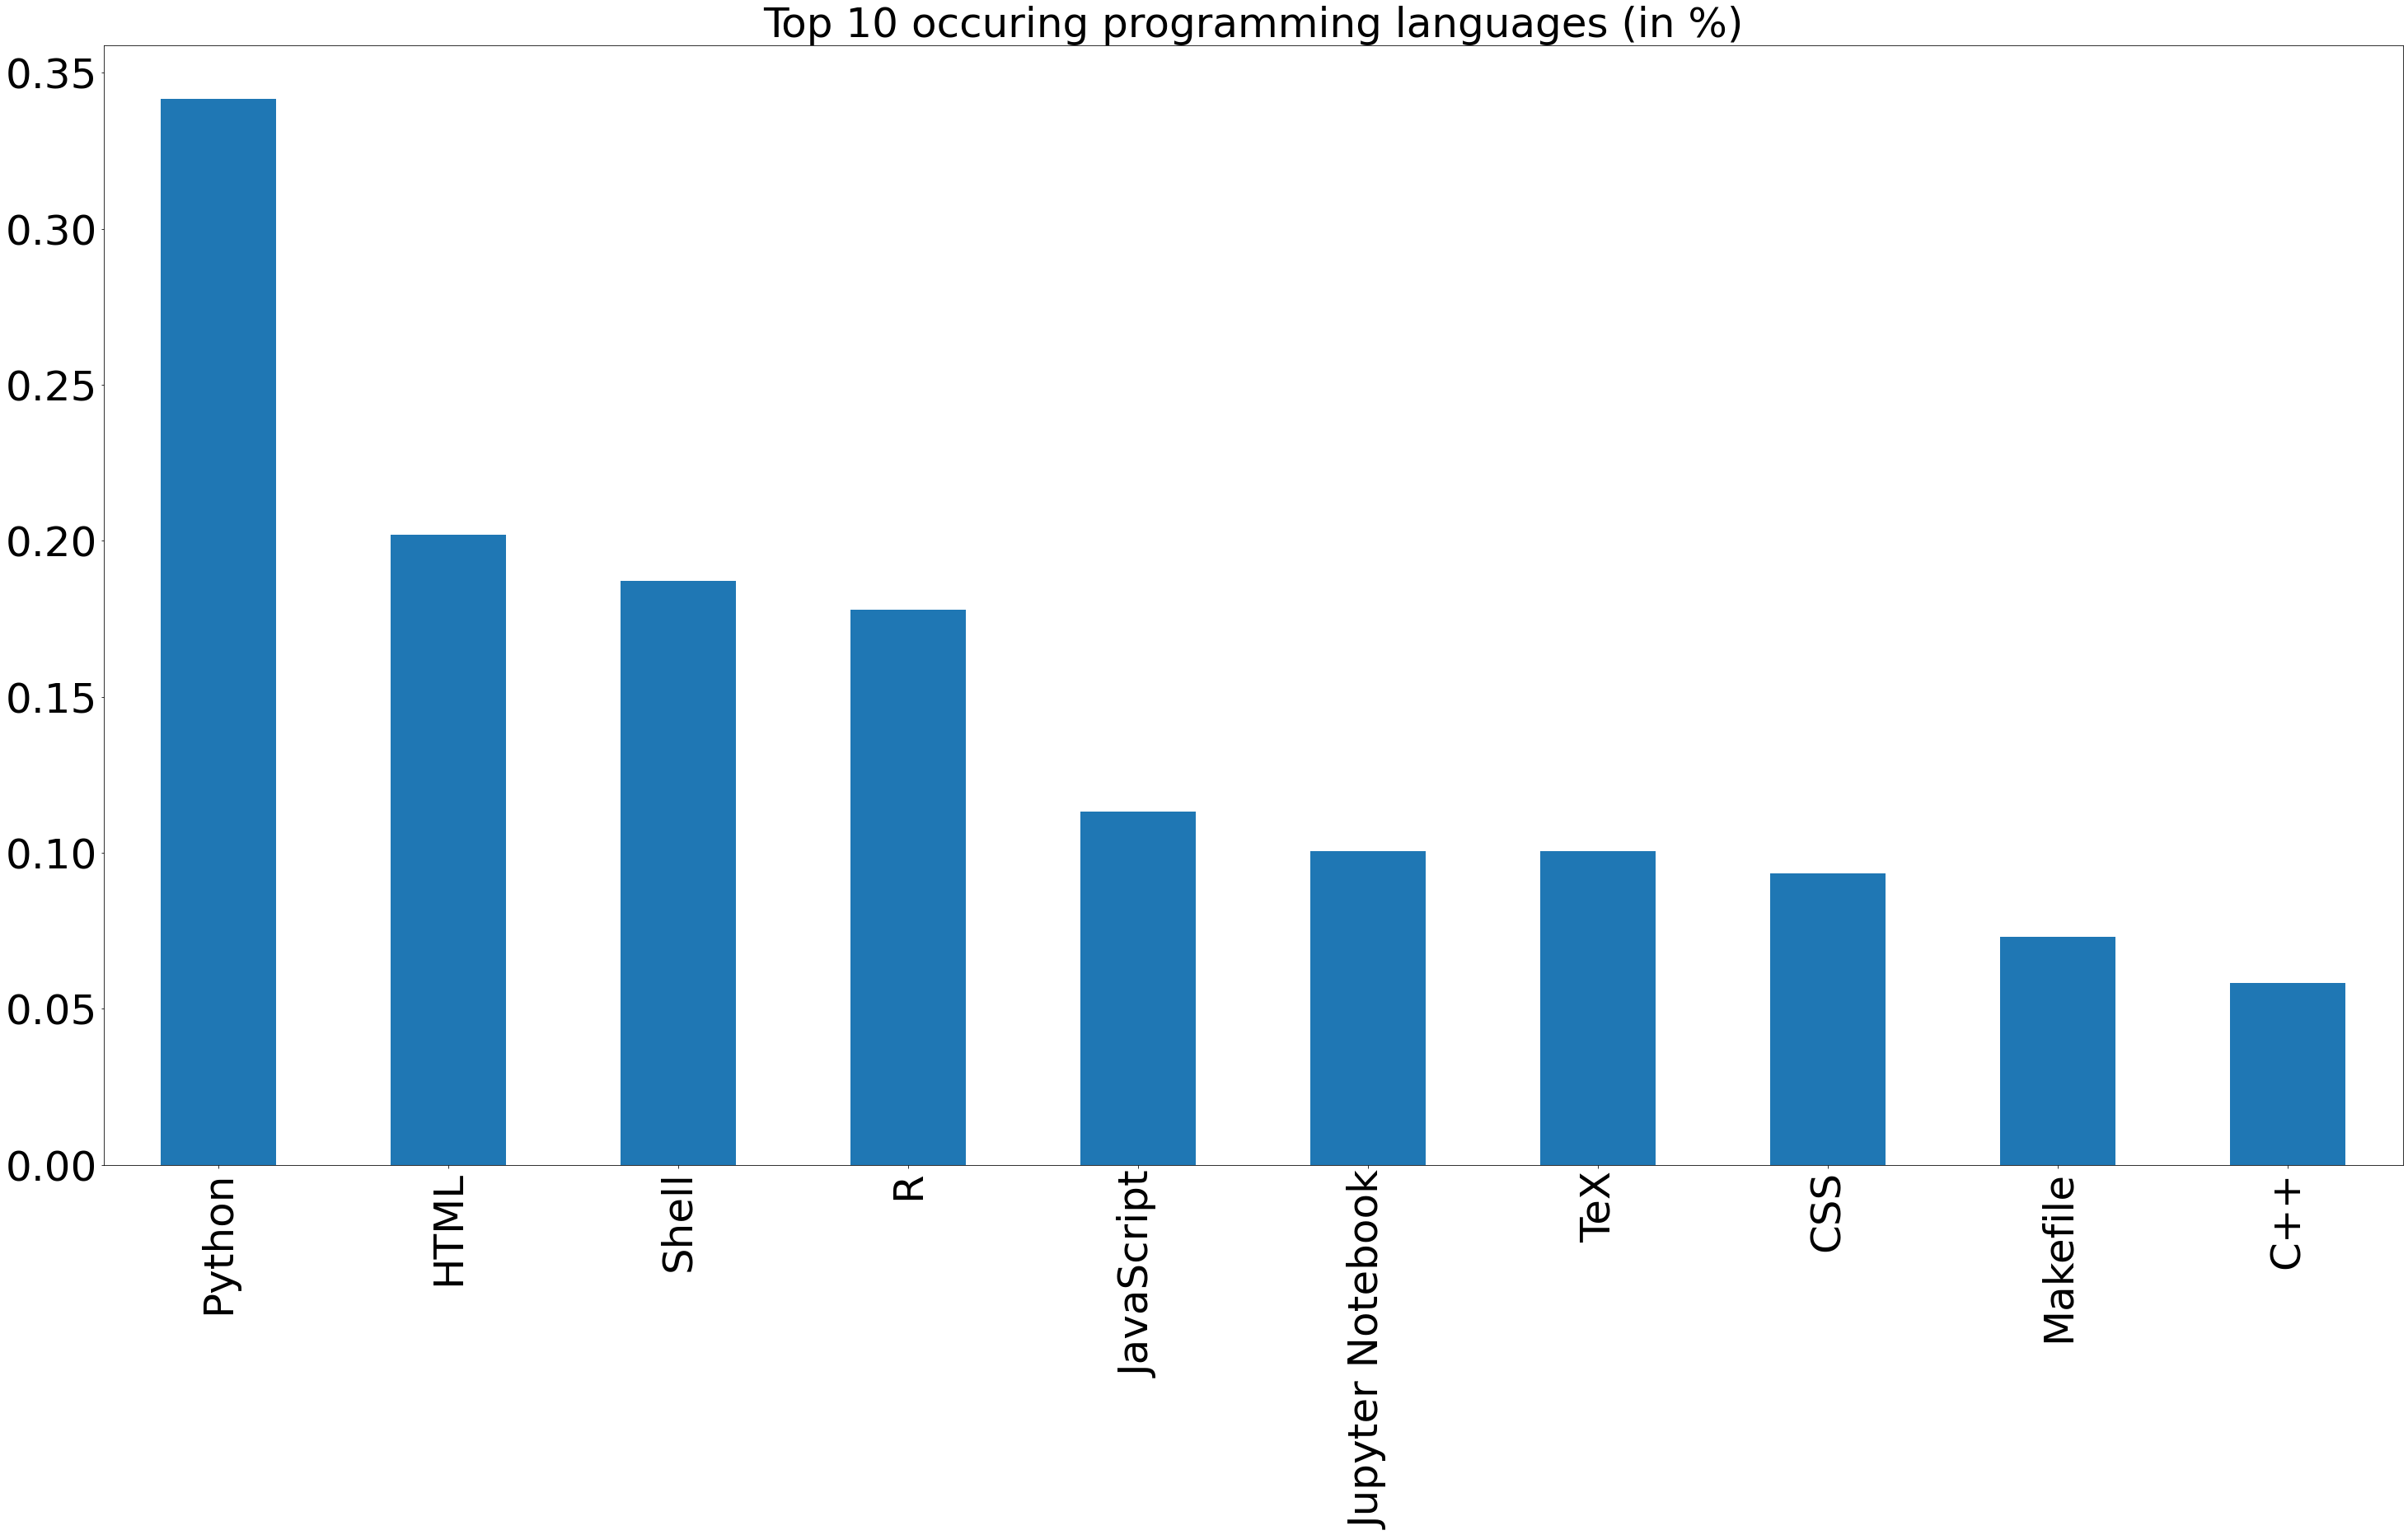 Top 10 occuring programming languages (in %)
0.35
0.30
0.25
0.20
0.15
0.10
0.05
0.00
Python
HTML
Shell
R
JavaScript
Jupyter Notebook
TeX
CSS
Makefile
C++